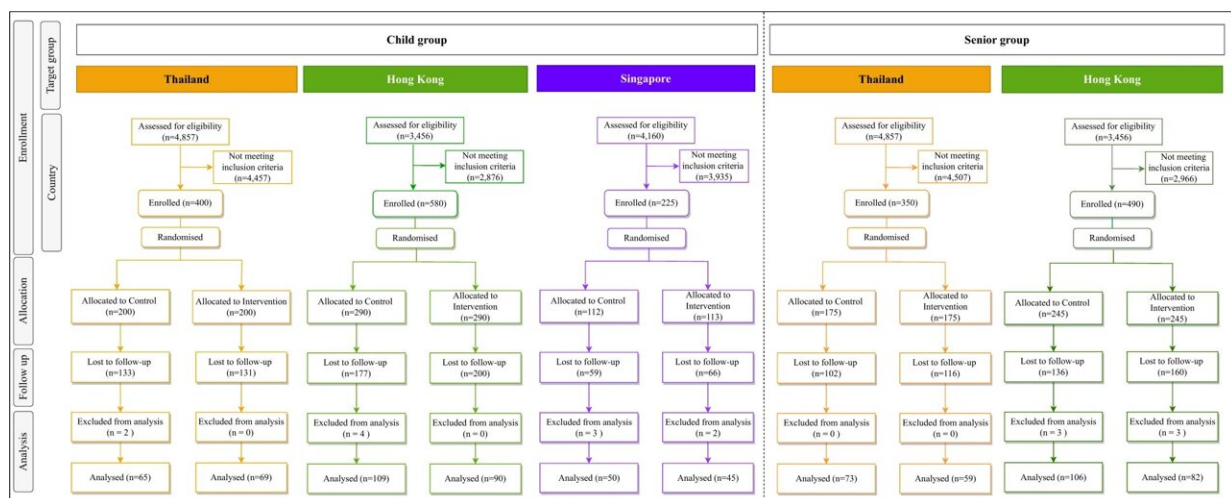 Child group
Senior group
Target group
Enrollment
Thailand
Hong Kong
Singapore
Thailand
Hong Kong
Country
Assessed for eligibility
(n=4,857)
Not meeting
inclusion criteria
(n=4,457)
Enrolled (n=400)
Randomised
Assessed for eligibility
(n=3,456)
Not meeting
inclusion criteria
(n=2,876)
Enrolled (n=580)
Randomised
Assessed for eligibility
(n=4,160)
Not meeting
inclusion criteria
(n=3,935)
Enrolled (n=225)
Randomised
Assessed for eligibility
(n=4,857)
Not meeting
inclusion criteria
(n=4,507)
Enrolled (n=350)
Randomised
Assessed for eligibility
(n=3,456)
Not meeting
inclusion criteria
(n=2,966)
Enrolled (n=490)
Randomised
Allocation
Allocated to Control
(n=200)
Allocated to Intervention
(n=200)
Allocated to Control
(n=290)
Allocated to
Intervention
(n=290)
Allocated to Control
(n=112)
Allocated to
Intervention
(n=113)
Allocated to Control
(n=175)
Allocated to
Intervention
(n=175)
Allocated to Control
(n=245)
Allocated to
Intervention
(n=245)
Follow up
Lost to follow-up
(n=133)
Lost to follow-up
(n=131)
Lost to follow-up
(n=177)
Lost to follow-up
(n=200)
Lost to follow-up
(n=59)
Lost to follow-up
(n=66)
Lost to follow-up
(n=102)
Lost to follow-up
(n=116)
Lost to follow-up
(n=136)
Lost to follow-up
(n=160)
Analysis
Excluded from analysis
(n = 2 )
Excluded from analysis
(n = 0)
Excluded from analysis
(n = 4 )
Excluded from analysis
(n = 0)
Excluded from analysis
(n = 3 )
Excluded from analysis
(n = 2)
Excluded from analysis
(n = 0 )
Excluded from analysis
(n = 0)
Excluded from analysis
(n = 3 )
Excluded from analysis
(n = 3 )
Analysed (n=65)
Analysed (n=69)
Analysed (n=109)
Analysed (n=90)
Analysed (n=50)
Analysed (n=45)
Analysed (n=73)
Analysed (n=59)
Analysed (n=106)
Analysed (n=82)